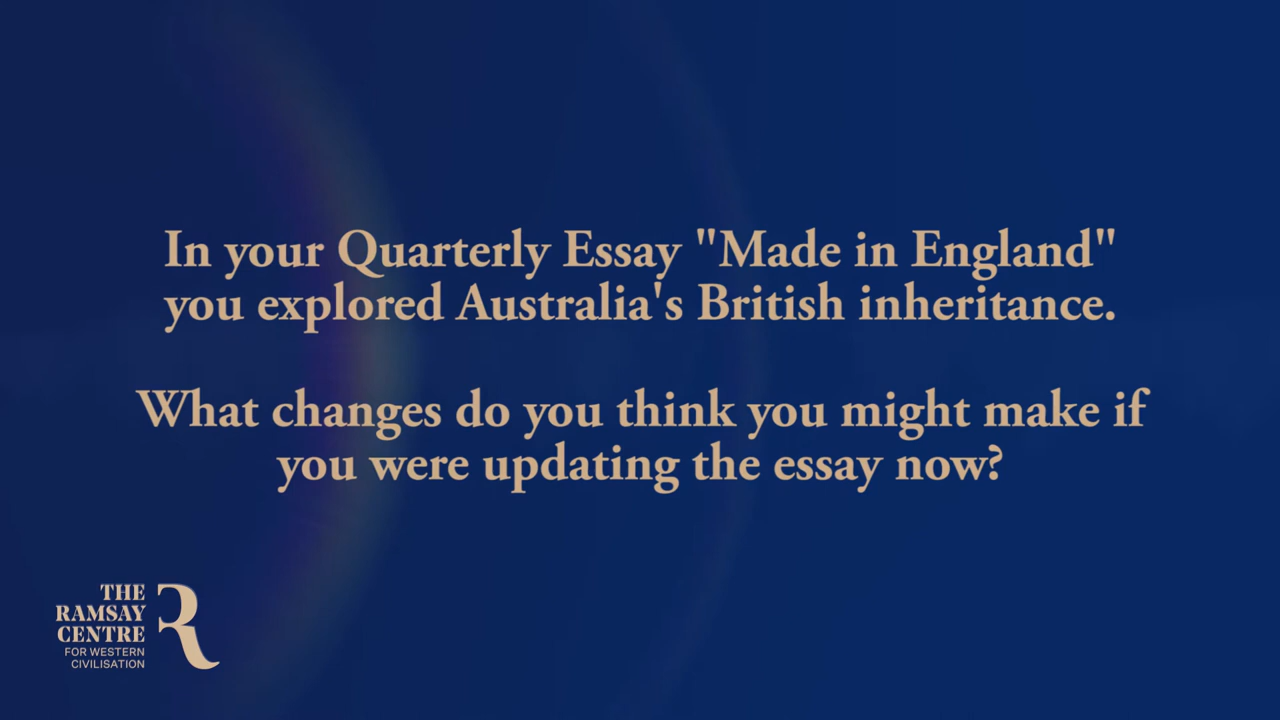 In your Quarterly Essay "Made in England"
you explored Australia's British inheritance.
What changes do you think you might make if
you were updating the essay now?
THE
RAMSAY
CENTRE
FOR WESTERN
CIVILISATION
R